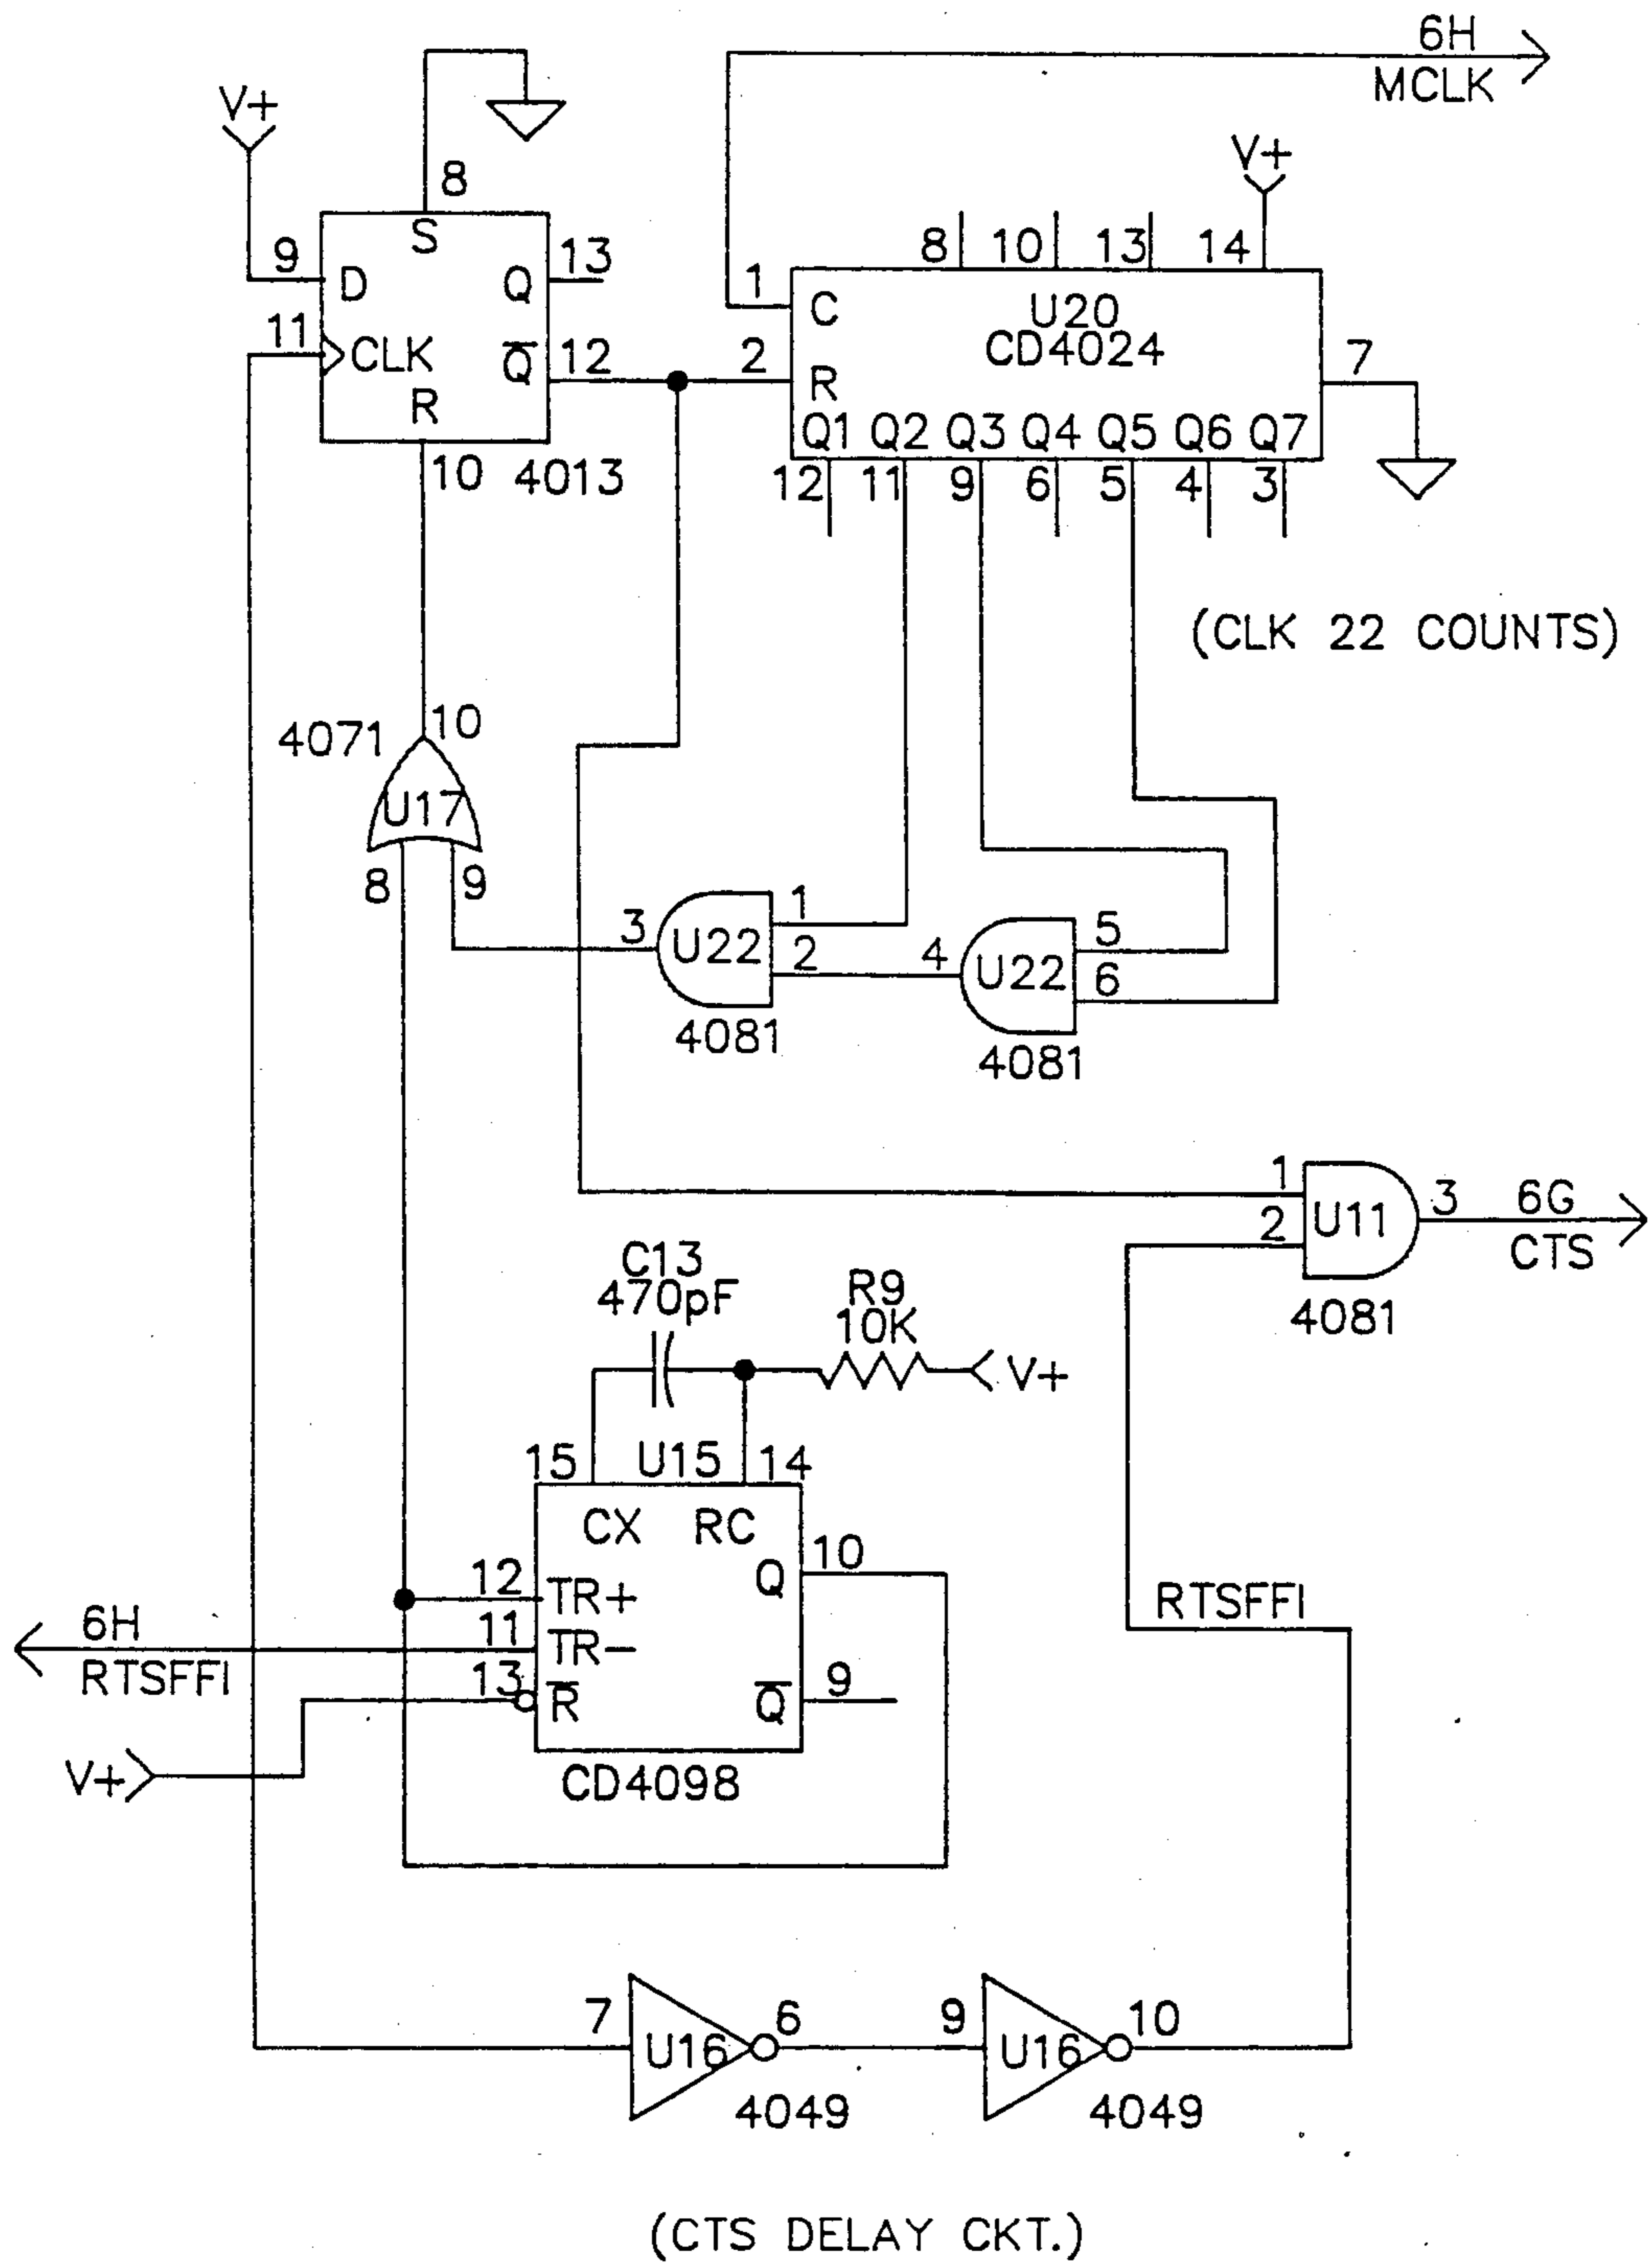 6H
MCLK
V+
8
S
9
D
Q
13
11
CLK
Q̅
12
R
10
4013
V+
8
10
13
14
1
C
U20
CD4024
2
R
7
Q1 Q2 Q3 Q4 Q5 Q6 Q7
12
11
9
6
5
4
3
(CLK 22 COUNTS)
4071
10
U17
8
9
3
U22
1
2
4081
4
U22
5
6
4081
1
2
U11
3
6G
CTS
4081
C13
470pF
R9
10K
V+
15
U15
14
CX
RC
Q
10
12
TR+
11
TR-
13
R̅
Q̅
9
CD4098
6H
RTSFFI
V+
RTSFFI
7
U16
6
4049
9
U16
10
4049
(CTS DELAY CKT.)